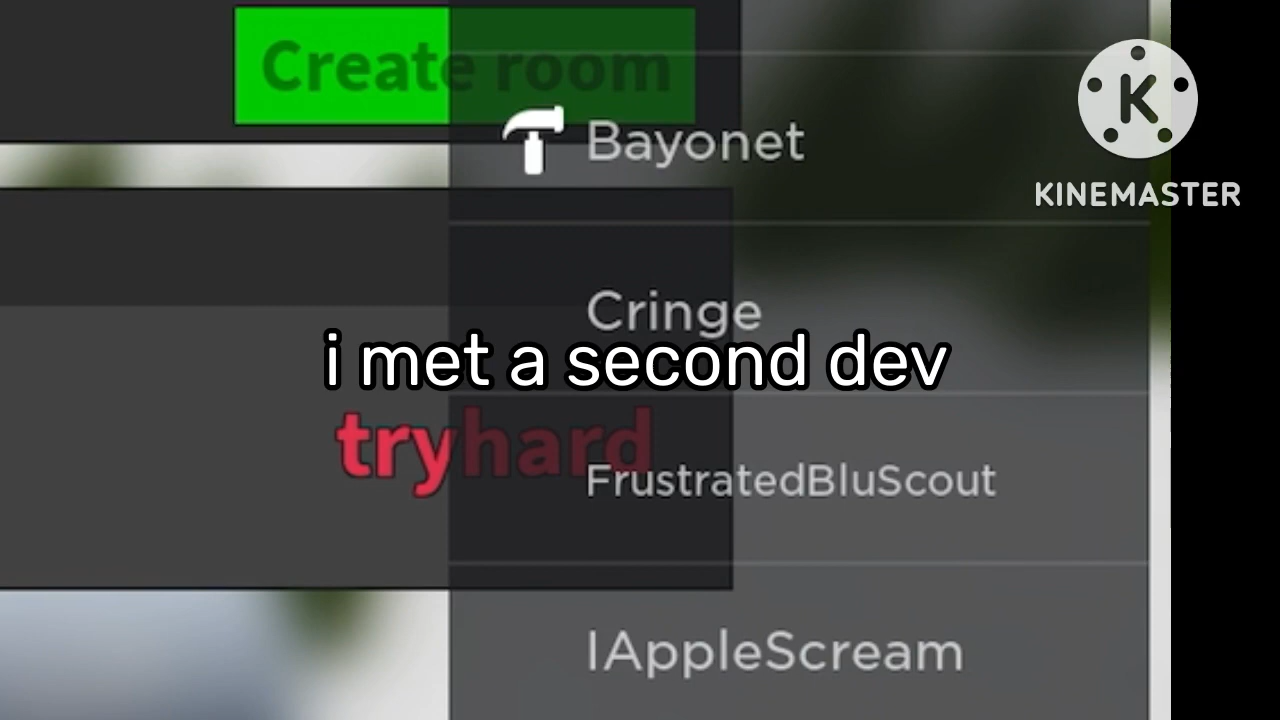 Create room
Bayonet
K
KINEMASTER
Cringe
i met a second dev
tryhard
FrustratedBluScout
IAppleScream